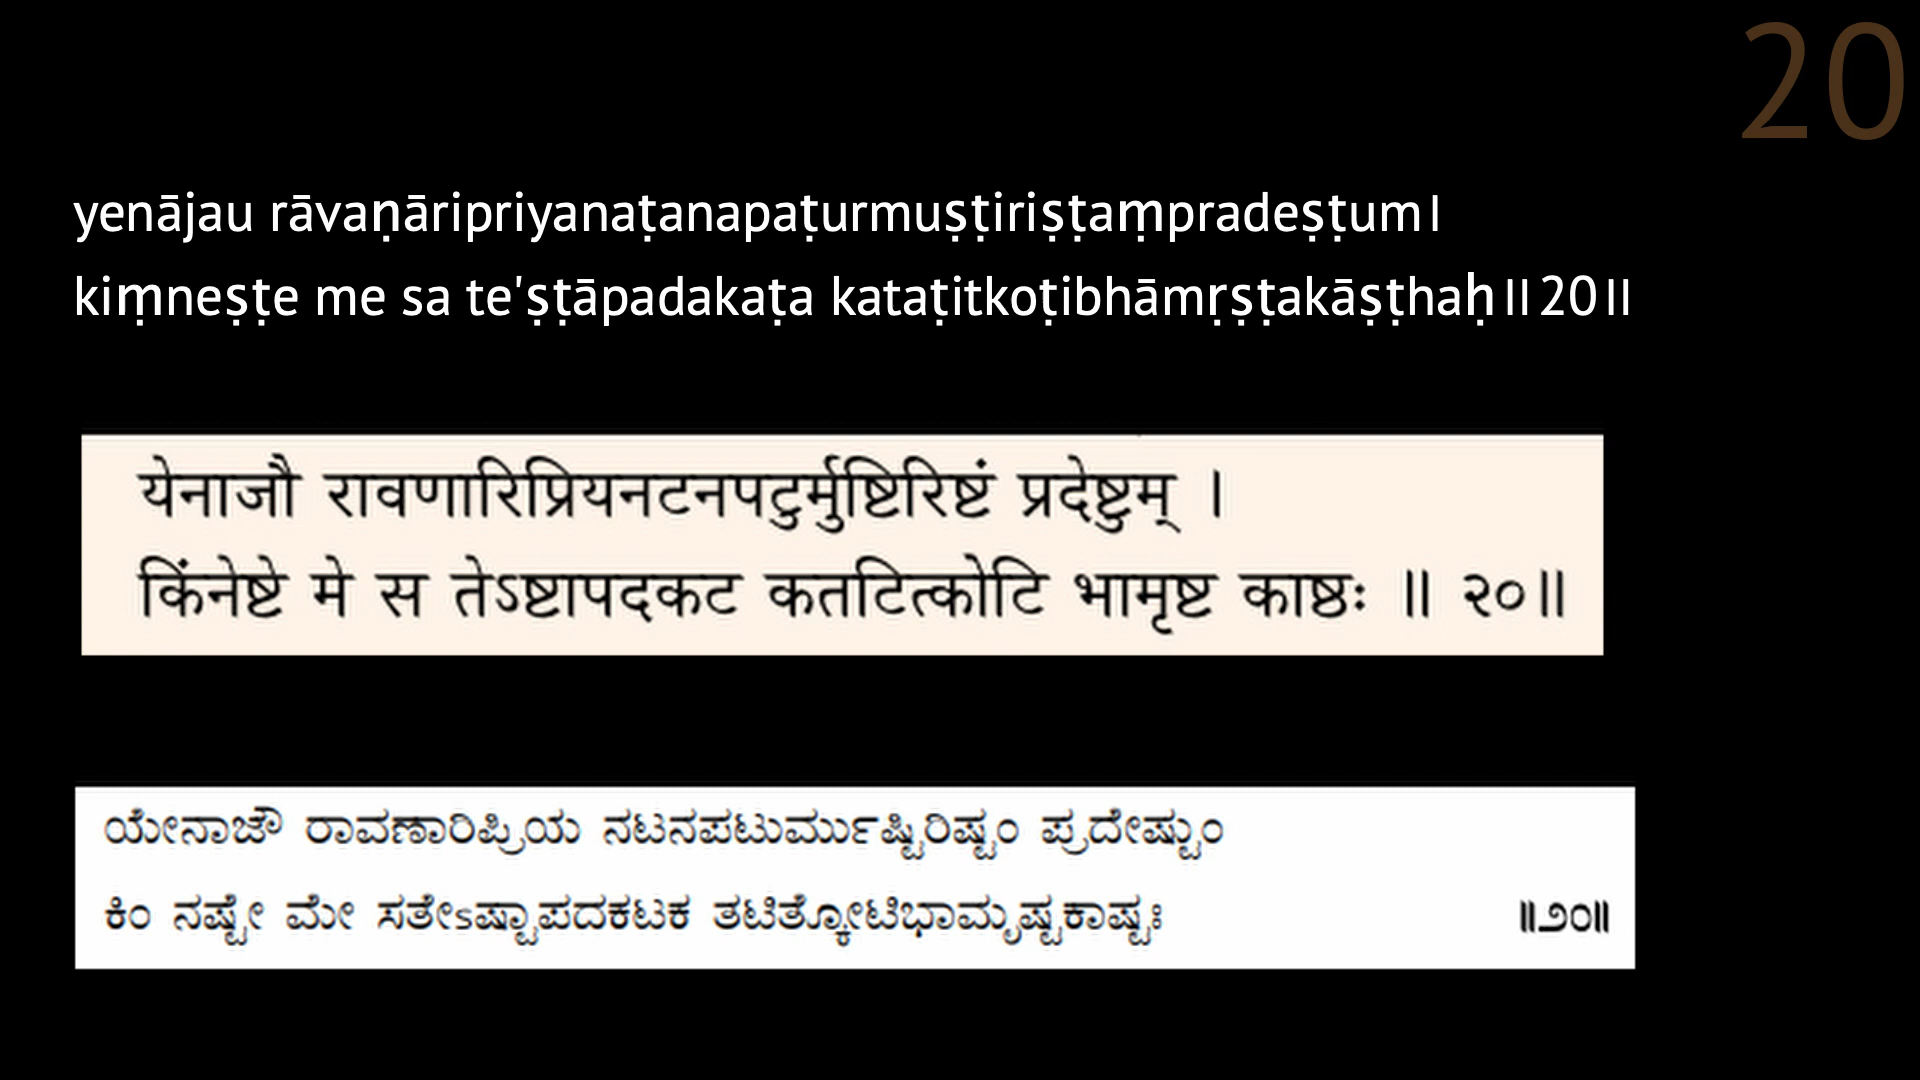 20
yenājau rāvaṇāripriyanaṭanapaṭurmuṣṭiriṣṭaṃpradeṣṭum।
kiṃneṣṭe me sa te'ṣṭāpadakaṭa kataṭitkoṭibhāmṛṣṭakāṣṭhaḥ॥20॥
येनाजौ रावणारिप्रियनटनपटुर्मुष्टिरिष्टं प्रदेष्टुम् ।
किंनेष्टे मे स तेऽष्टापदकट कतटित्कोटि भामृष्ट काष्ठः ॥ २०॥
ಯೇನಾಜೌ ರಾವಣಾರಿಪ್ರಿಯ ನಟನಪಟುರ್ಮುಷ್ಟಿರಿಷ್ಟಂ ಪ್ರದೇಷ್ಟುಂ
ಕಿಂ ನಷ್ಟೇ ಮೇ ಸತೇsಷ್ಟಾಪದಕಟಕ ತಟಿತ್ಕೋಟಿಭಾಮೃಷ್ಟಕಾಷ್ಟಃ ॥೨೦॥